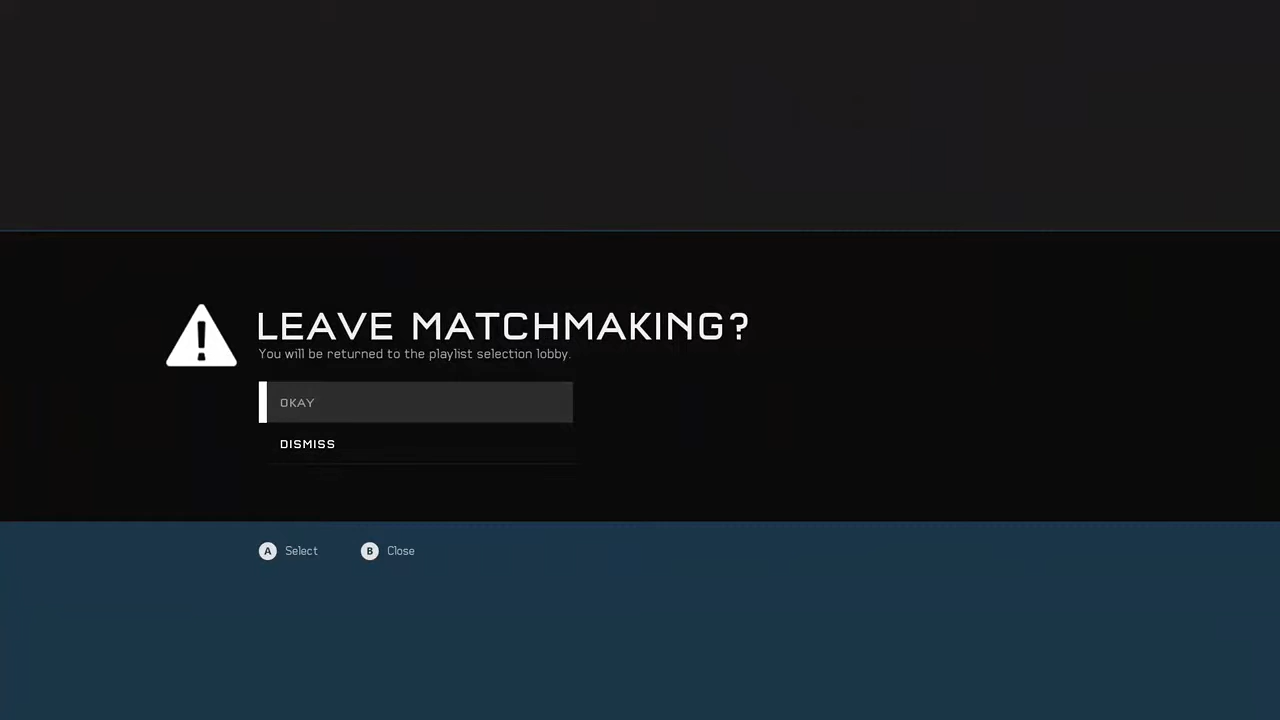 LEAVE MATCHMAKING?
You will be returned to the playlist selection lobby.
OKAY
DISMISS
A Select B Close